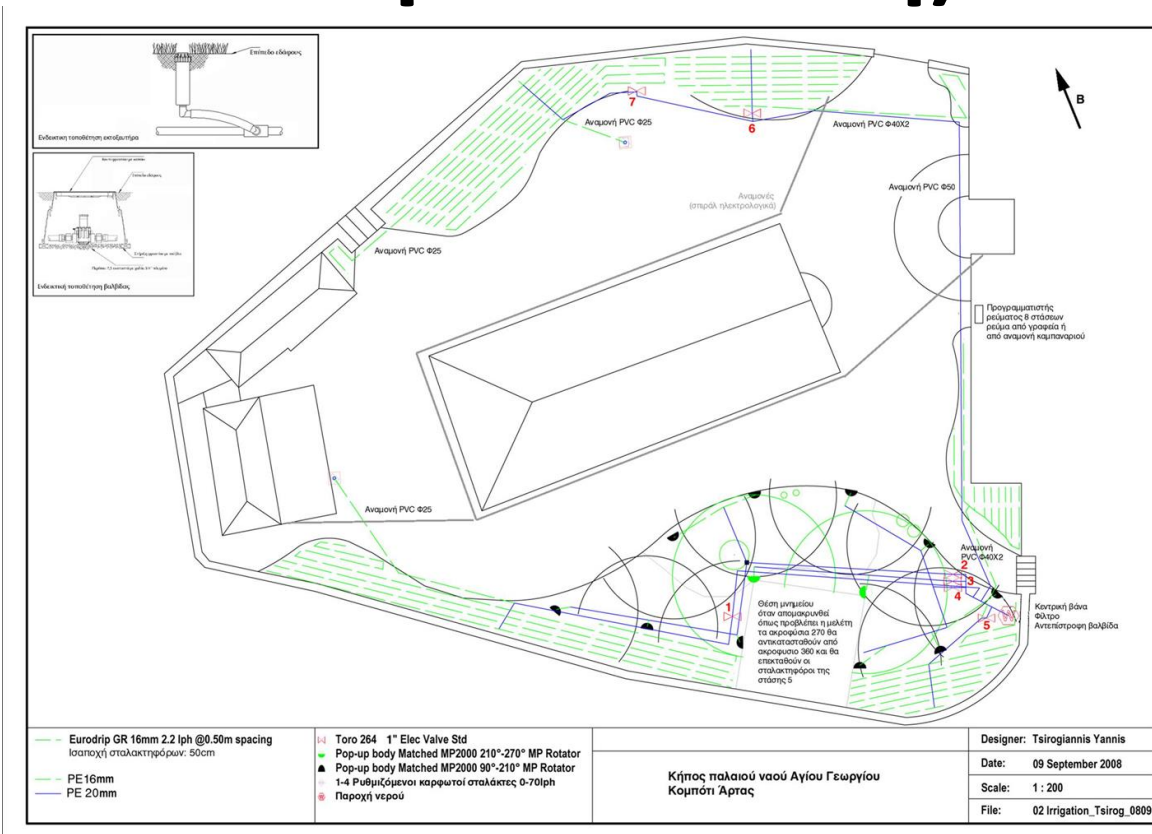 Επίπεδο εδάφους
Ενδεικτικη τοποθέτηση εκτοξευτήρα
Επίπεδο εδάφους
Ενδεικτική τοποθέτηση βαλβίδας
7
Αναμονή PVC Φ25
6
Αναμονή PVC Φ40X2
B
Αναμονή PVC Φ50
Αναμονές
(σπιράλ ηλεκτρολογικά)
Αναμονή PVC Φ25
Προγραμματιστής
ρεύματος 8 στάσεων
ρεύμα από γραφεία ή
από αναμονή καμπαναριού
Αναμονή PVC Φ25
Αναμονή
PVC Φ40X2
2
3
4
1
5
Θέση μνημείου
όταν απομακρυνθεί
όπως προβλέπει η μελέτη
τα ακροφύσια 270 θα
αντικατασταθούν από
ακροφυσιο 360 και θα
επεκταθούν οι
σταλακτηφόροι της
στάσης 5
Κεντρική βάνα
Φίλτρο
Αντεπίστροφη βαλβίδα
Eurodrip GR 16mm 2.2 lph @0.50m spacing
Ισαποχή σταλακτηφόρων: 50cm
PE16mm
PE 20mm
Toro 264 1" Elec Valve Std
Pop-up body Matched MP2000 210°-270° MP Rotator
Pop-up body Matched MP2000 90°-210° MP Rotator
1-4 Ρυθμιζόμενοι καρφωτοί σταλάκτες 0-70lph
Παροχή νερού
Κήπος παλαιού ναού Αγίου Γεωργίου
Κομπότι Άρτας
Designer: Tsirogiannis Yannis
Date: 09 September 2008
Scale: 1 : 200
File: 02 Irrigation_Tsirog_0809